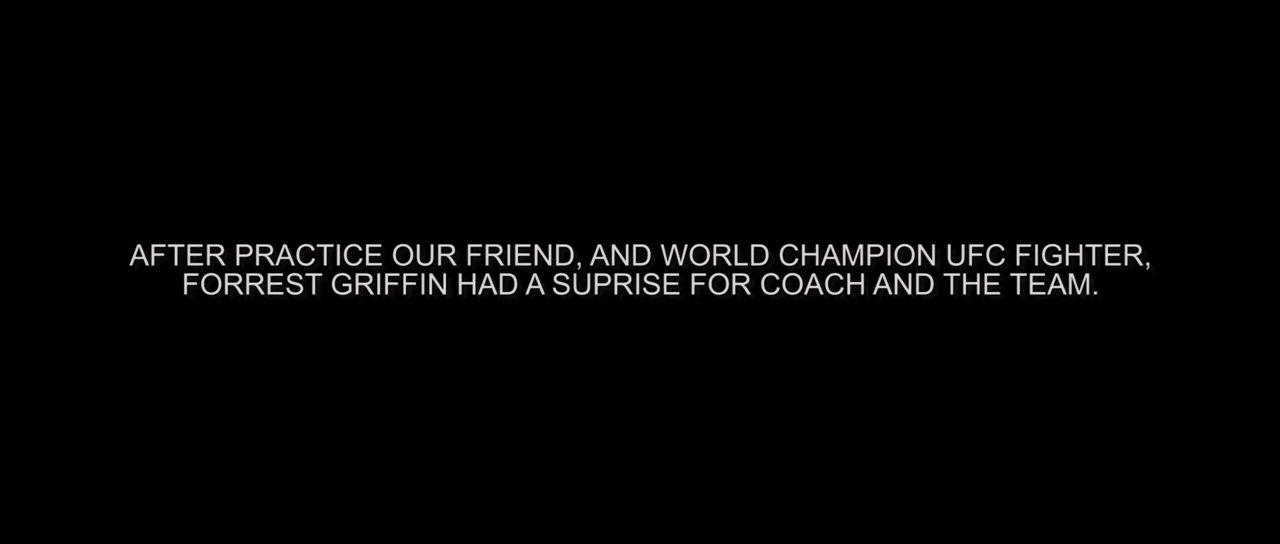 AFTER PRACTICE OUR FRIEND, AND WORLD CHAMPION UFC FIGHTER,
FORREST GRIFFIN HAD A SUPRISE FOR COACH AND THE TEAM.